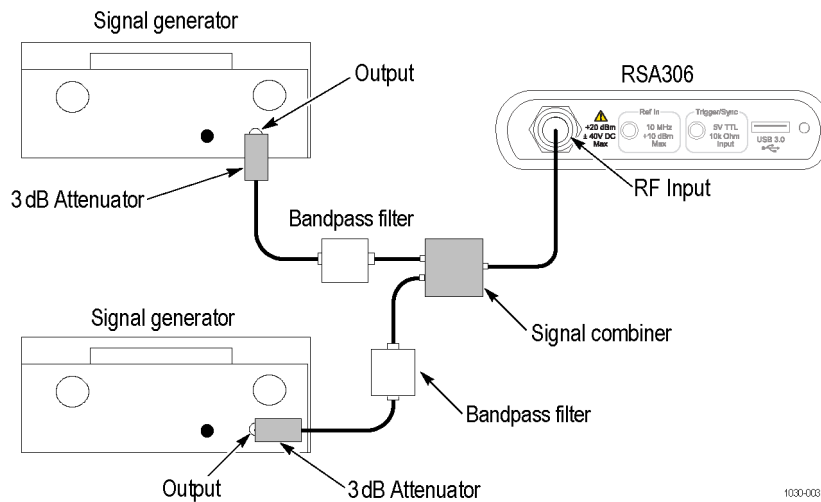 Signal generator
Output
3 dB Attenuator
Bandpass filter
RSA306
+20 dBm
± 40V DC
Max
Ref In
10 MHz
+10 dBm
Max
Trigger/Sync
5V TTL
10k Ohm
Input
USB 3.0
RF Input
Signal combiner
Signal generator
Bandpass filter
Output
3 dB Attenuator
1030-003